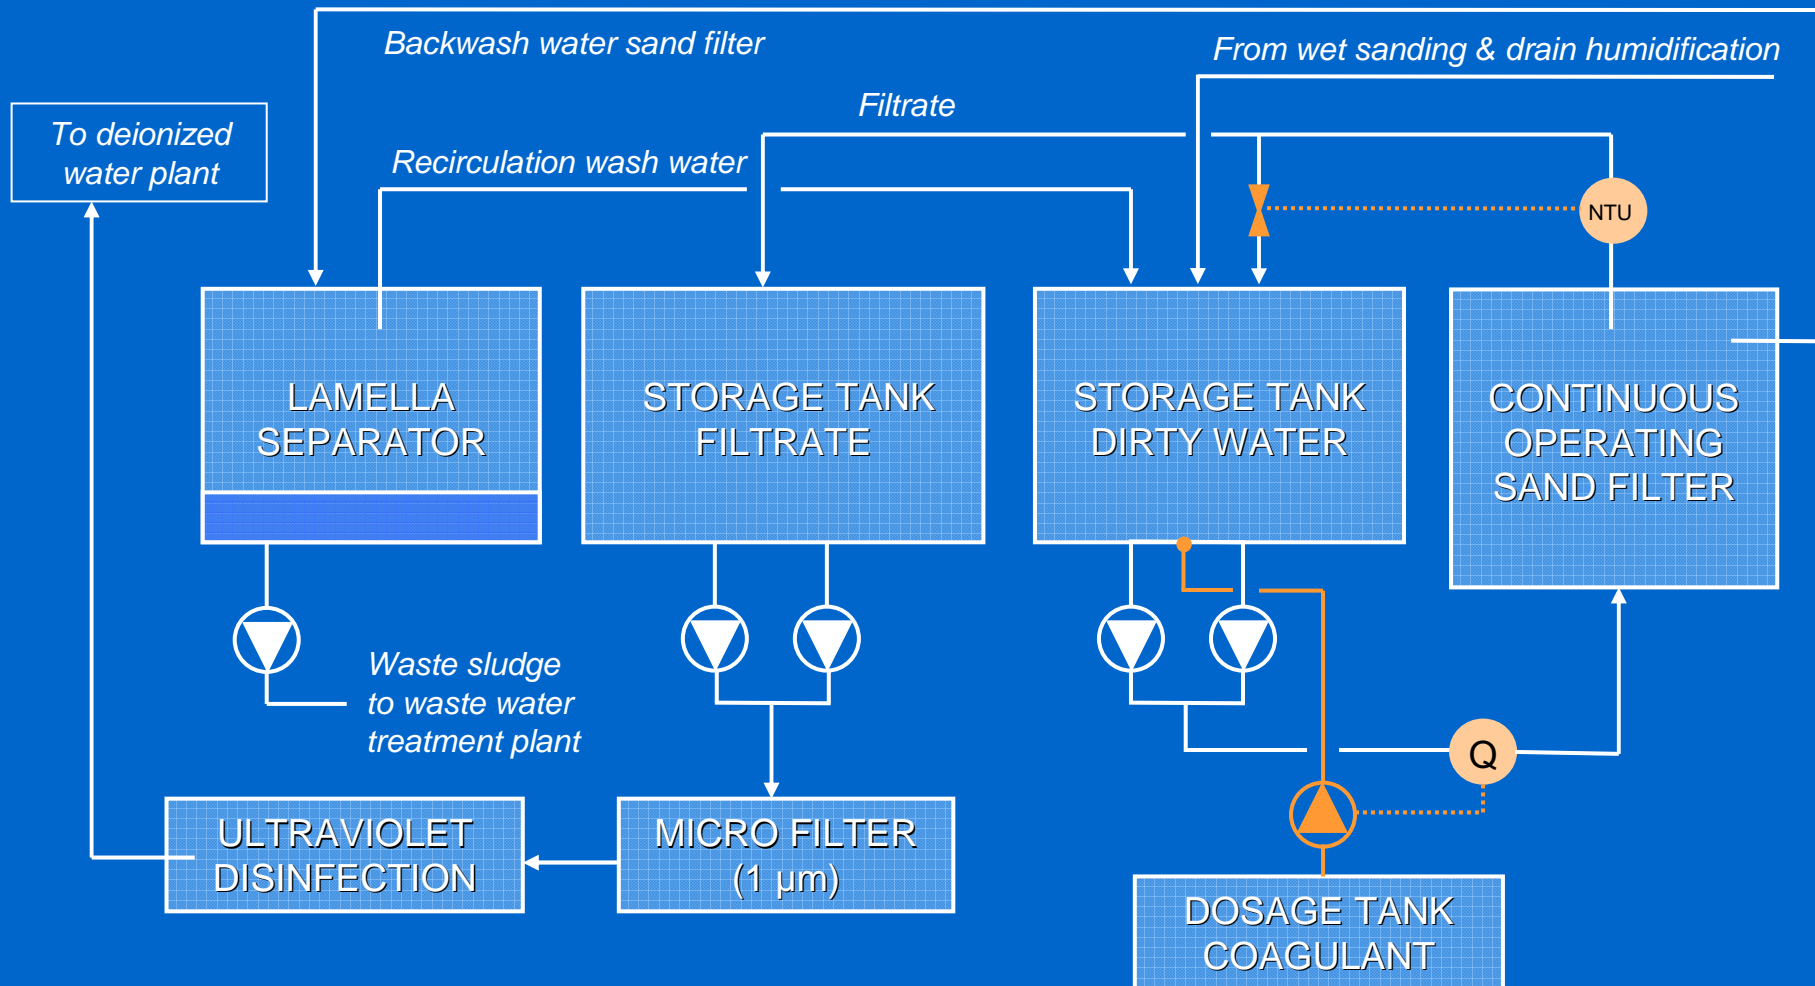 Backwash water sand filter
From wet sanding & drain humidification
Filtrate
To deionized
water plant
Recirculation wash water
NTU
LAMELLA
SEPARATOR
STORAGE TANK
FILTRATE
STORAGE TANK
DIRTY WATER
CONTINUOUS
OPERATING
SAND FILTER
Waste sludge
to waste water
treatment plant
Q
ULTRAVIOLET
DISINFECTION
MICRO FILTER
(1 µm)
DOSAGE TANK
COAGULANT